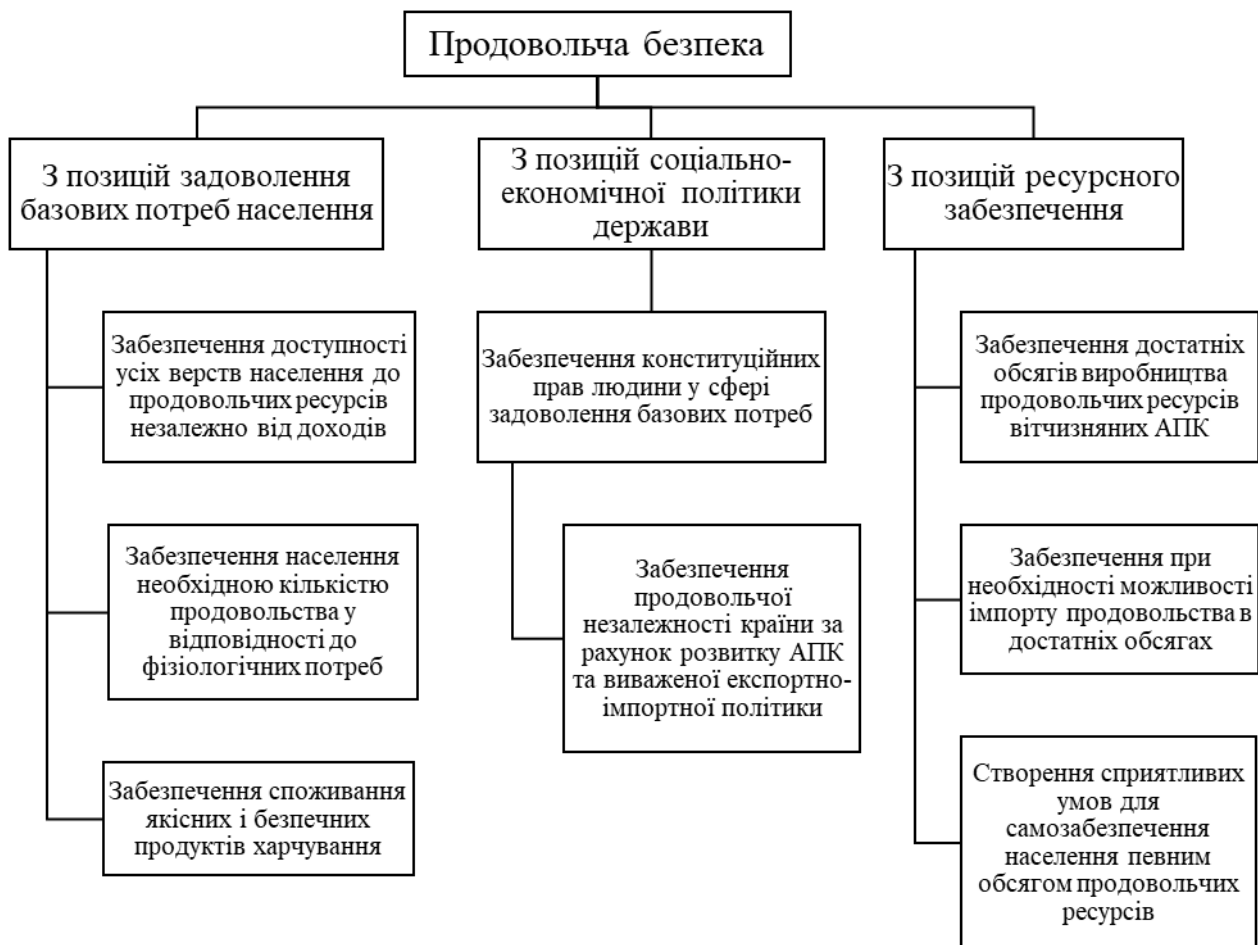 Продовольча безпека
З позицій задоволення
базових потреб населення
Забезпечення доступності
усіх верств населення до
продовольчих ресурсів
незалежно від доходів
Забезпечення населення
необхідною кількістю
продовольства у
відповідності до
фізіологічних потреб
Забезпечення споживання
якісних і безпечних
продуктів харчування
З позицій соціально-
економічної політики
держави
Забезпечення конституційних
прав людини у сфері
задоволення базових потреб
Забезпечення
продовольчої
незалежності країни за
рахунок розвитку АПК
та виваженої експортно-
імпортної політики
З позицій ресурсного
забезпечення
Забезпечення достатніх
обсягів виробництва
продовольчих ресурсів
вітчизняних АПК
Забезпечення при
необхідності можливості
імпорту продовольства в
достатніх обсягах
Створення сприятливих
умов для
самозабезпечення
населення певним
обсягом продовольчих
ресурсів